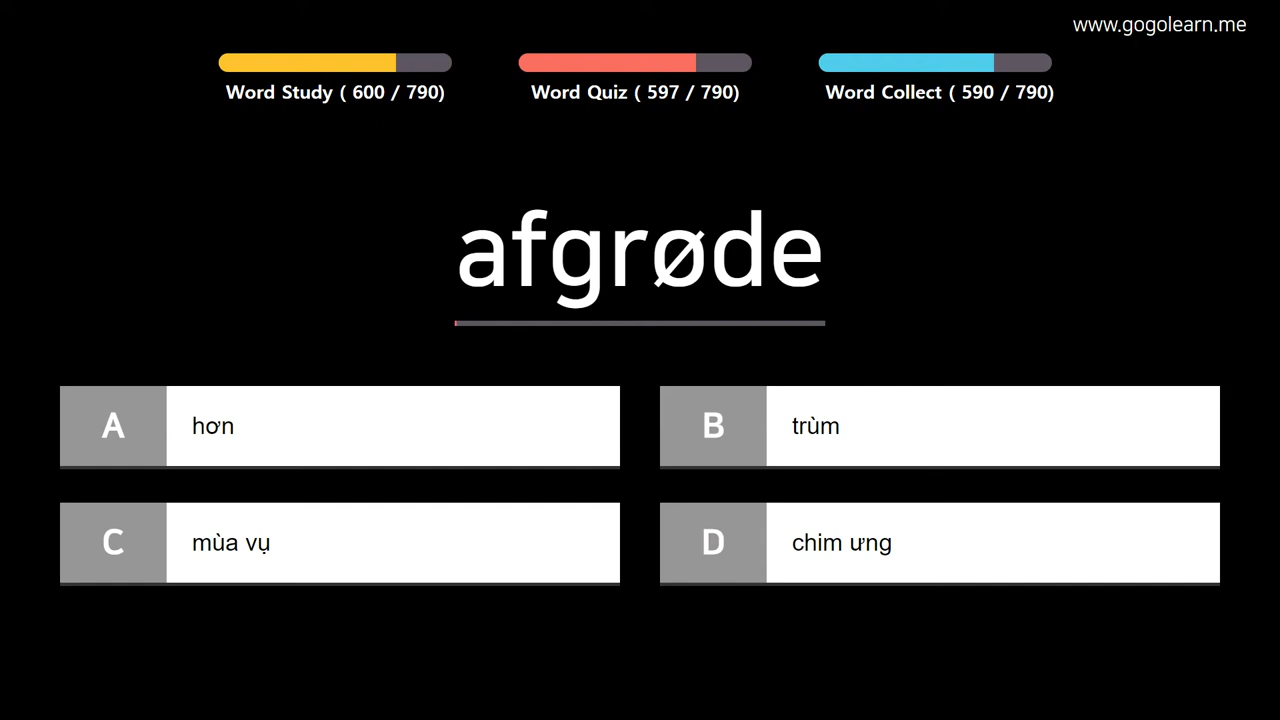 www.gogolearn.me
Word Study ( 600 / 790)
Word Quiz ( 597 / 790)
Word Collect ( 590 / 790)
afgrøde
A
hơn
B
trùm
C
mùa vụ
D
chim ưng